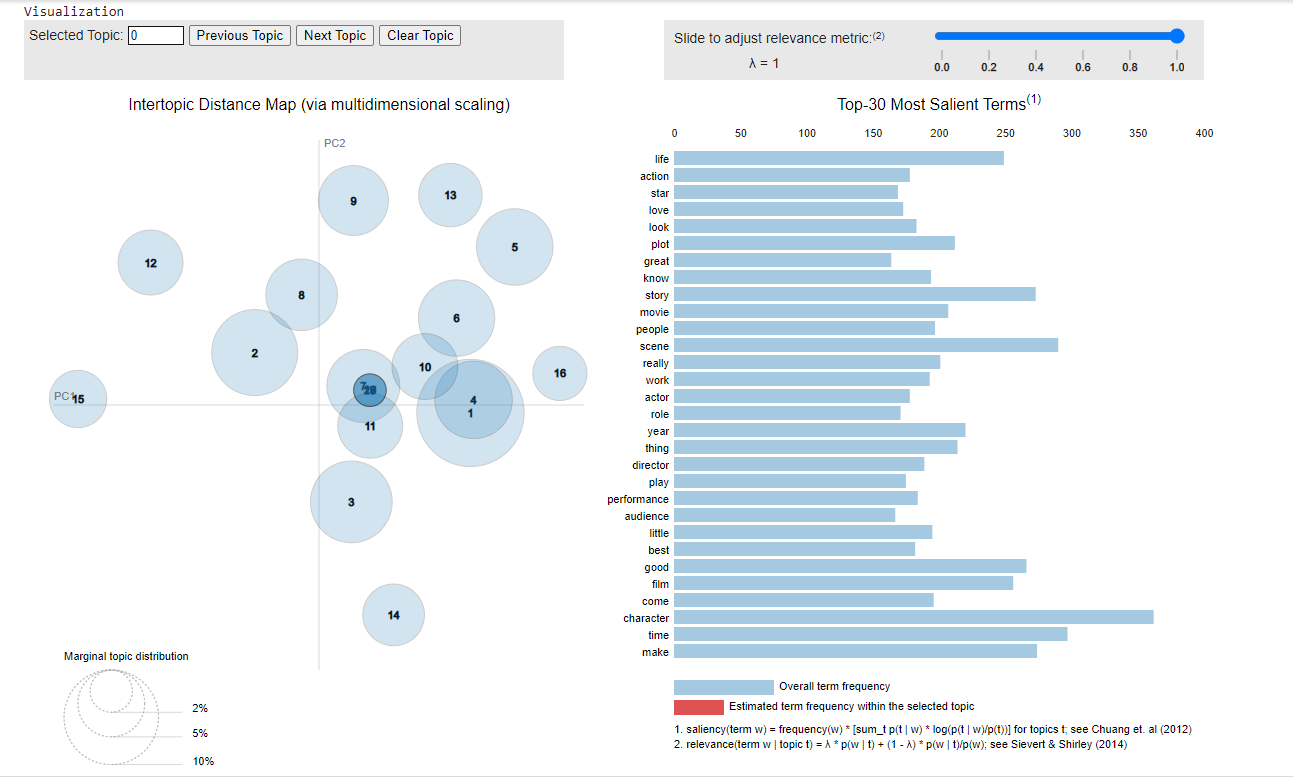 Visualization
Selected Topic: 0 Previous Topic Next Topic Clear Topic
Slide to adjust relevance metric:(2)
λ = 1
0.0 0.2 0.4 0.6 0.8 1.0
Intertopic Distance Map (via multidimensional scaling)
PC2
9
13
5
12
8
6
2
10
16
PC1
15
7
4
1
11
3
14
Marginal topic distribution
2%
5%
10%
Top-30 Most Salient Terms(1)
0 50 100 150 200 250 300 350 400
life
action
star
love
look
plot
great
know
story
movie
people
scene
really
work
actor
role
year
thing
director
play
performance
audience
little
best
good
film
come
character
time
make
Overall term frequency
Estimated term frequency within the selected topic
1. saliency(term w) = frequency(w) * [sum_t p(t | w) * log(p(t | w)/p(t))] for topics t; see Chuang et. al (2012)
2. relevance(term w | topic t) = λ * p(w | t) + (1 - λ) * p(w | t)/p(w); see Sievert & Shirley (2014)